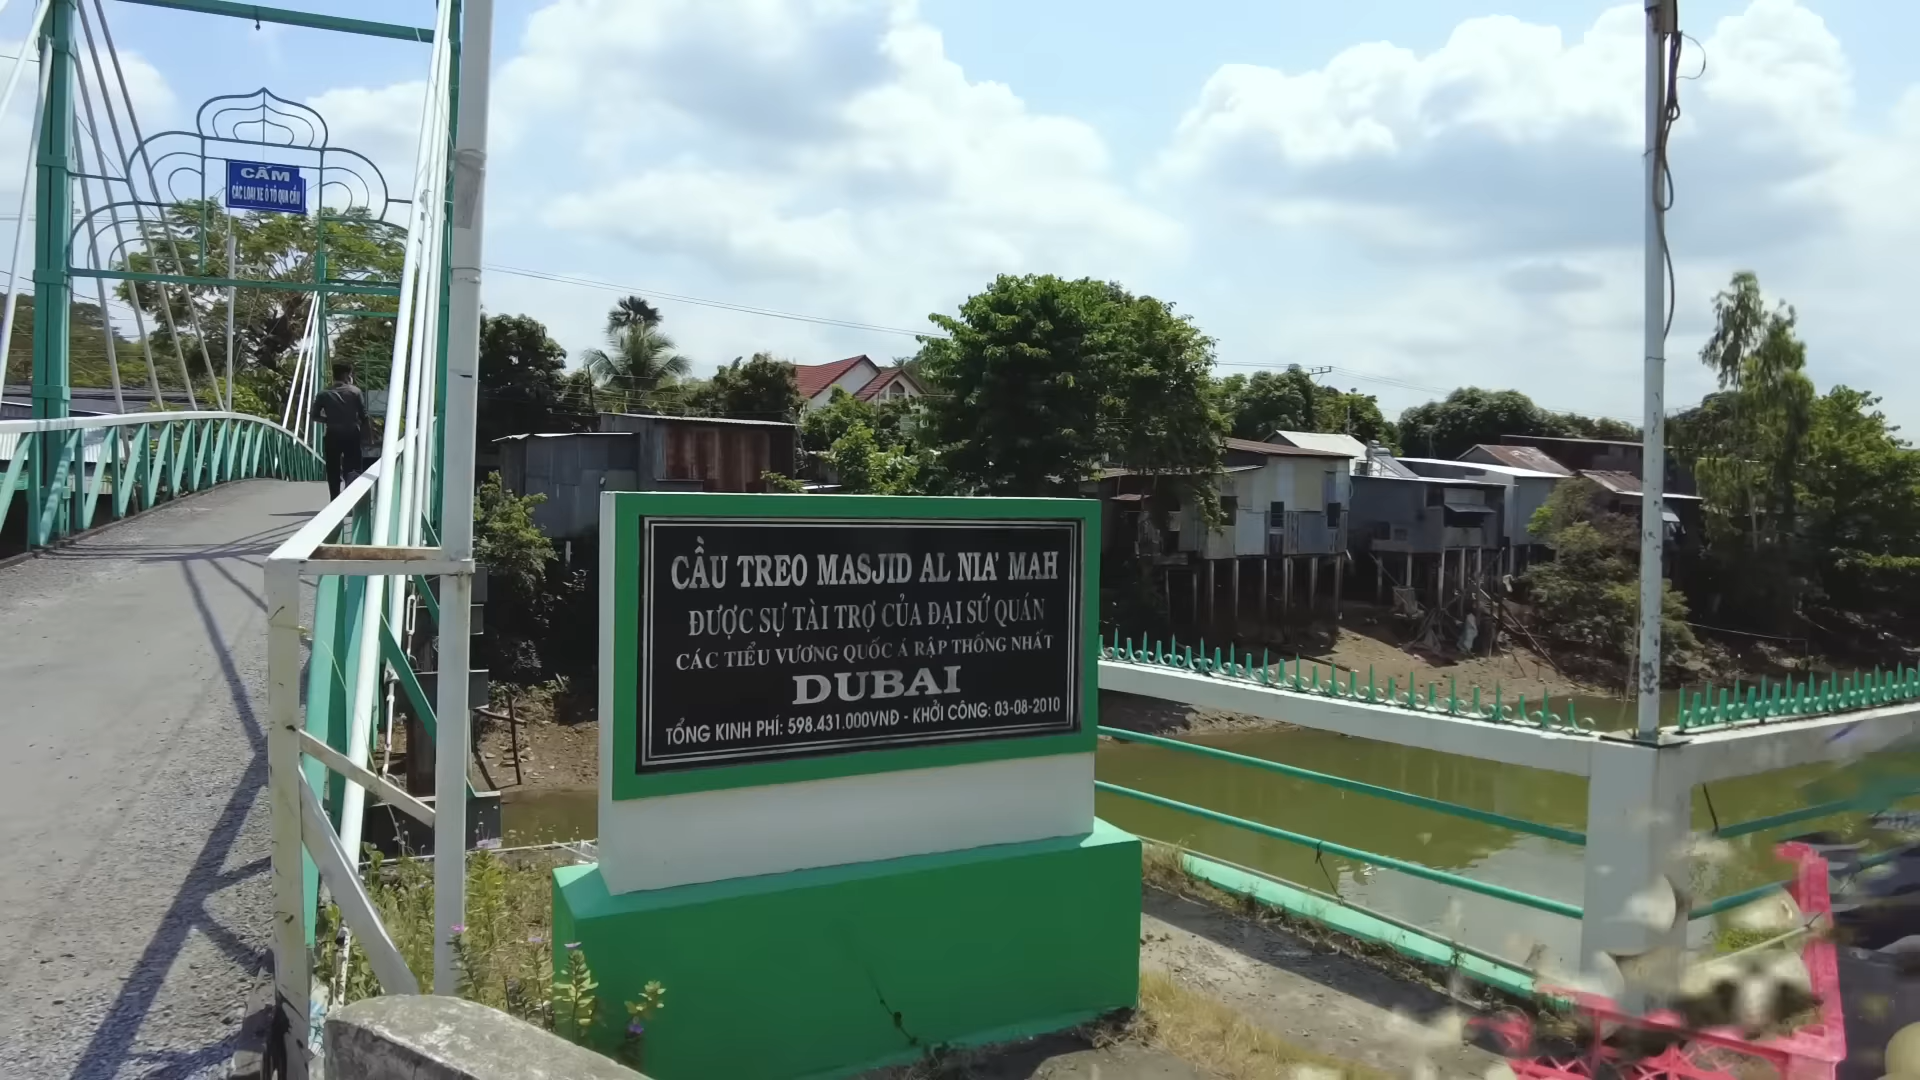 CẤM
CÁC LOẠI XE Ô TÔ QUA CẦU
CẦU TREO MASJID AL NIA' MAH
ĐƯỢC SỰ TÀI TRỢ CỦA ĐẠI SỨ QUÁN
CÁC TIỂU VƯƠNG QUỐC Ả RẬP THỐNG NHẤT
DUBAI
TỔNG KINH PHÍ: 598.431.000VNĐ - KHỞI CÔNG: 03-08-2010